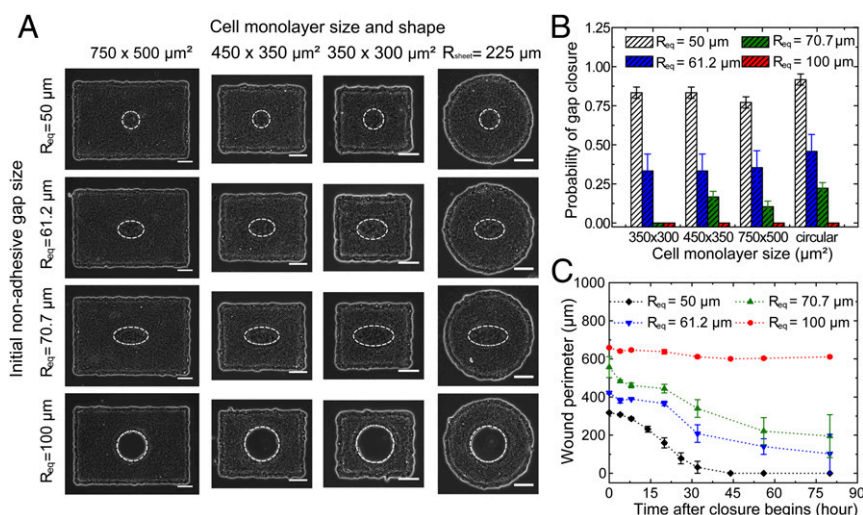 A
Cell monolayer size and shape
750 x 500 µm² 450 x 350 µm² 350 x 300 µm² Rsheet= 225 µm
Initial non-adhesive gap size
Req=50 µm
Req=61.2 µm
Req=70.7 µm
Req=100 µm
B
Probability of gap closure
1.25
1.00
0.75
0.50
0.25
0.00
Req = 50 µm Req = 70.7 µm
Req = 61.2 µm Req = 100 µm
350x300 450x350 750x500 circular
Cell monolayer size (µm²)
C
Wound perimeter (µm)
1000
800
600
400
200
0
Req = 50 µm Req = 70.7 µm
Req = 61.2 µm Req = 100 µm
0 15 30 45 60 75 90
Time after closure begins (hour)